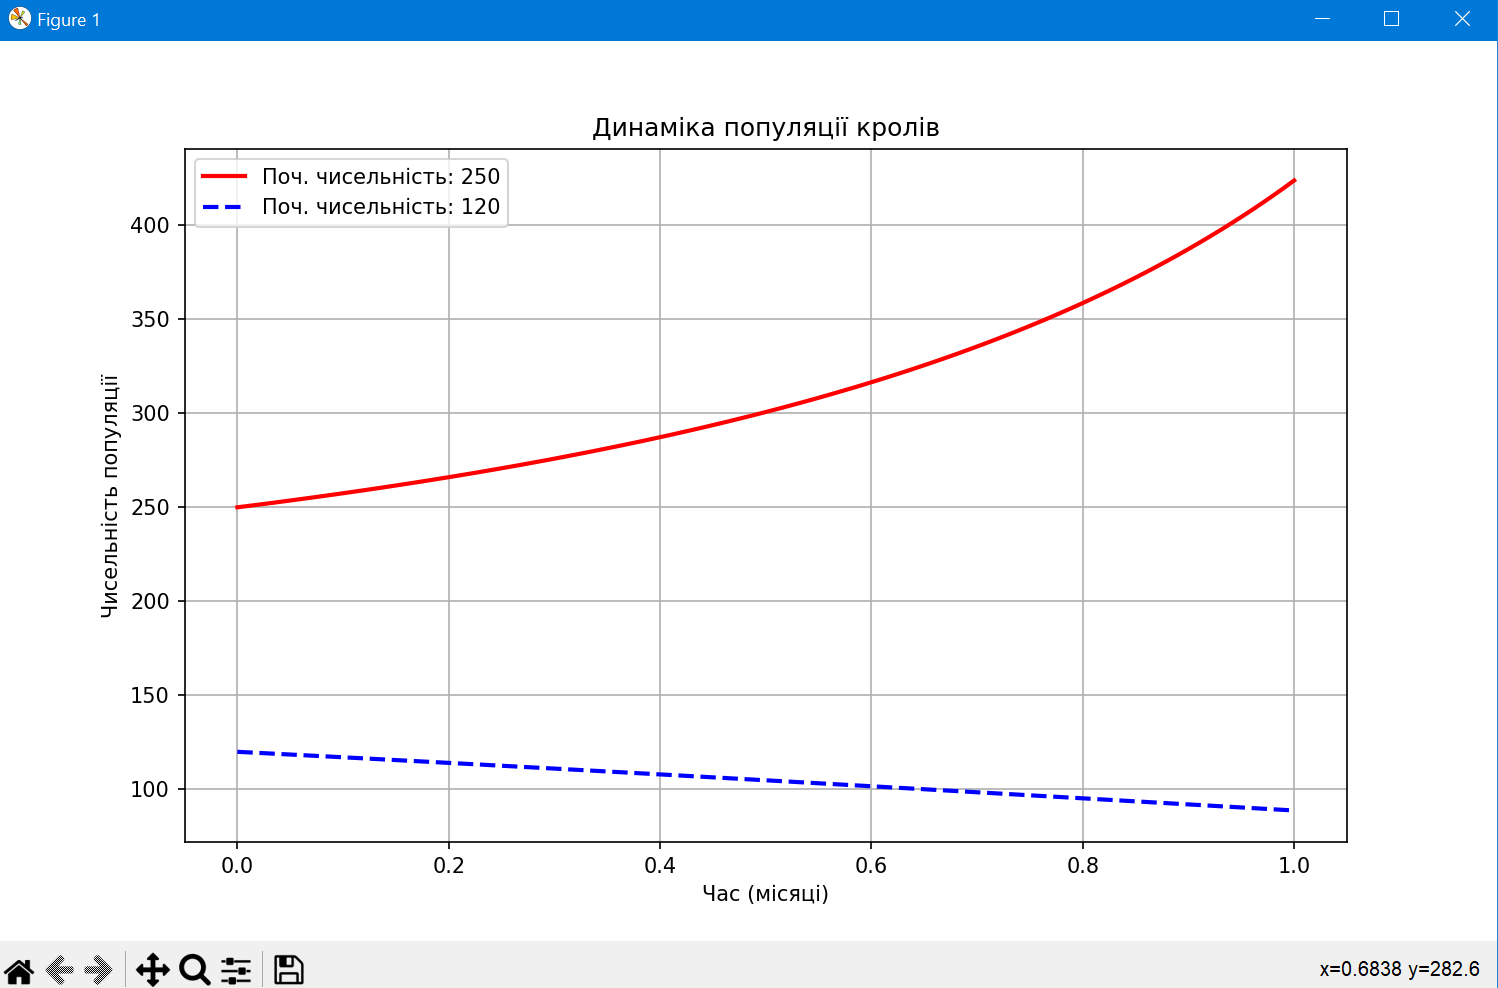 Figure 1
Динаміка популяції кролів
Поч. чисельність: 250
Поч. чисельність: 120
Чисельність популяції
400
350
300
250
200
150
100
0.0 0.2 0.4 0.6 0.8 1.0
Час (місяці)
x=0.6838 y=282.6